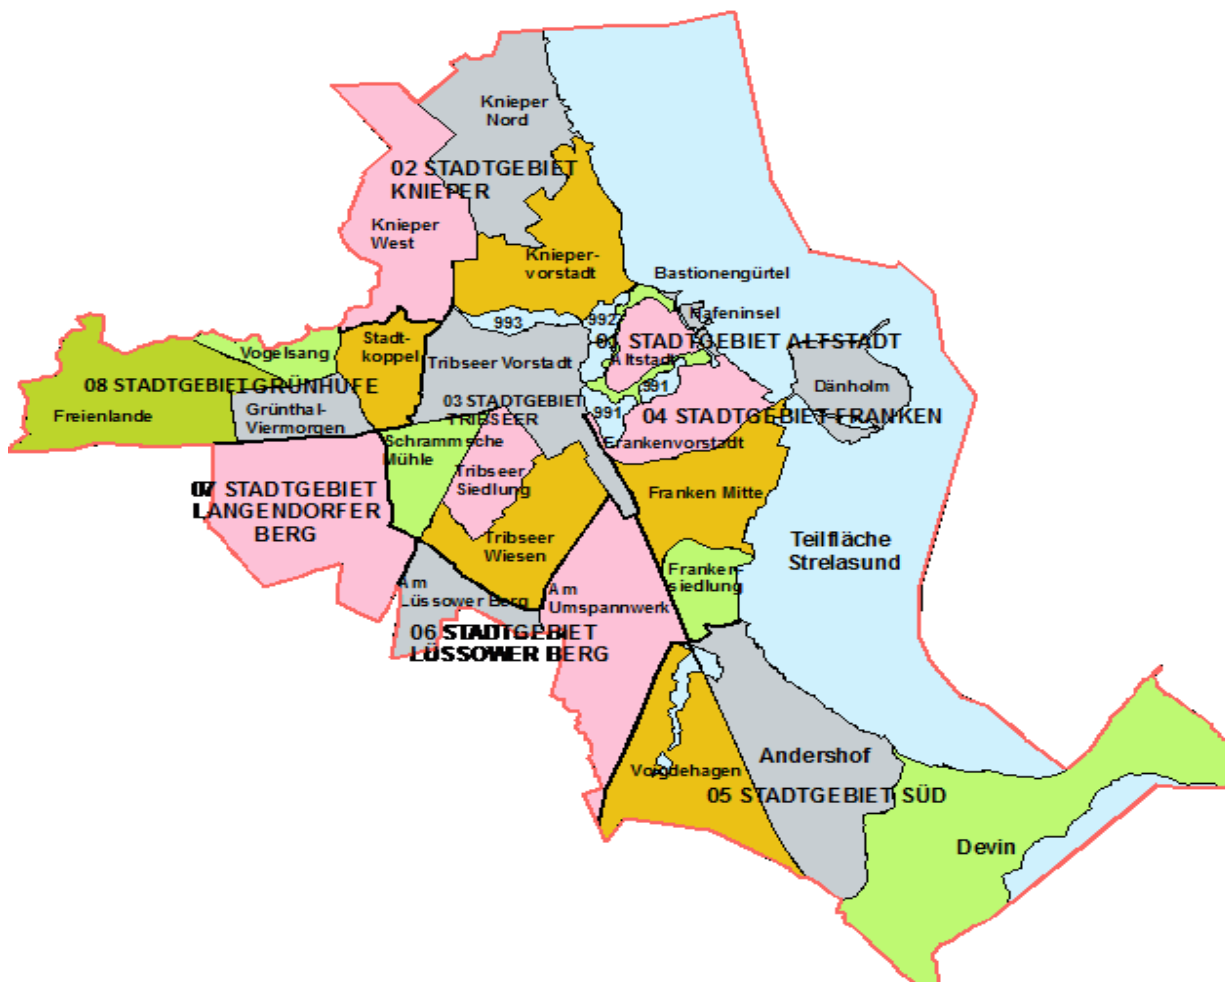 Knieper
Nord
02 STADTGEBIET
KNIEPER
Knieper
West
Knieper-
vorstadt
Bastionengürtel
Hafeninsel
993
992
01 STADTGEBIET ALTSTADT
Altstadt
Stadt-
koppel
Vogelsang
Tribseer Vorstadt
991
Dänholm
08 STADTGEBIET GRÜNHUFE
Freienlande
Grünthal-
Viermorgen
03 STADTGEBIET
TRIBSEER
991
04 STADTGEBIET FRANKEN
Frankenvorstadt
Schrammsche
Mühle
Tribseer
Siedlung
Franken Mitte
07 STADTGEBIET
LANGENDORFER
BERG
Tribseer
Wiesen
Teilfläche
Strelasund
Franken
siedlung
Am
Lüssower Berg
Am
Umspannwerk
06 STADTGEBIET
LÜSSOWER BERG
Andershof
Voigdehagen
05 STADTGEBIET SÜD
Devin